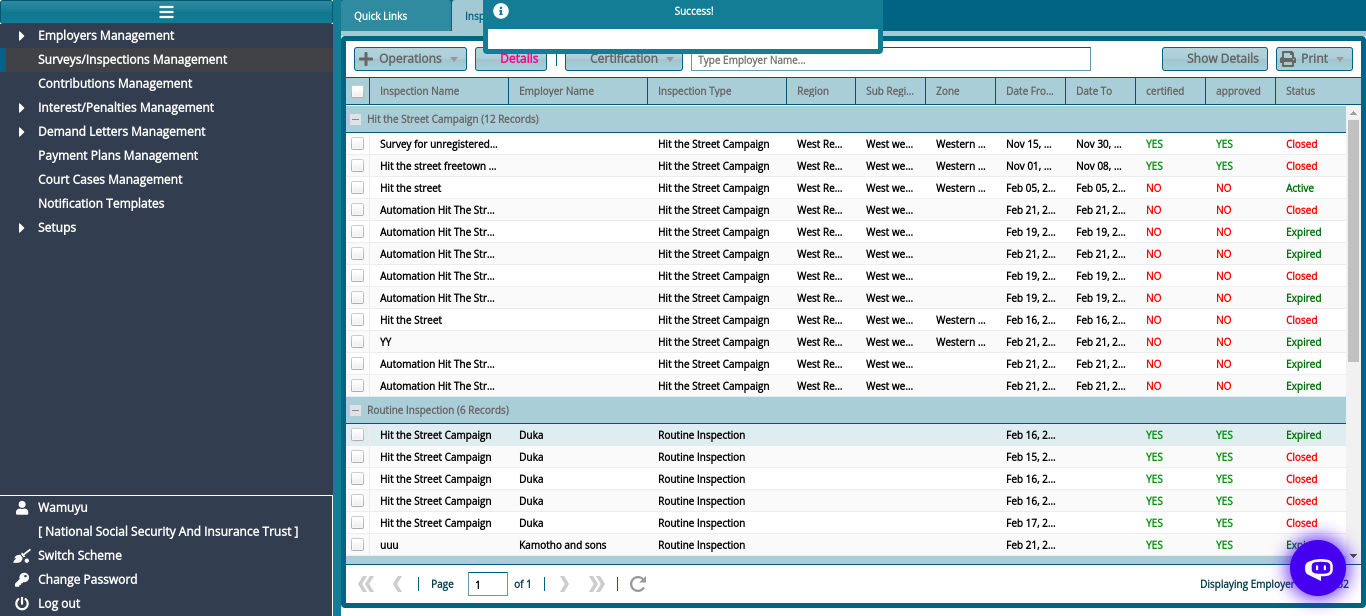 Employers Management
Surveys/Inspections Management
Contributions Management
Interest/Penalties Management
Demand Letters Management
Payment Plans Management
Court Cases Management
Notification Templates
Setups
Wamuyu
[ National Social Security And Insurance Trust ]
Switch Scheme
Change Password
Log out
Quick Links
Success!
Operations Details Certification Type Employer Name... Show Details Print
Inspection Name Employer Name Inspection Type Region Sub Regi... Zone Date Fro... Date To certified approved Status
Hit the Street Campaign (12 Records)
Survey for unregistered... Hit the Street Campaign West Re... West we... Western ... Nov 15, ... Nov 30, ... YES YES Closed
Hit the street freetown ... Hit the Street Campaign West Re... West we... Western ... Nov 01, ... Nov 08, ... YES YES Closed
Hit the street Hit the Street Campaign West Re... West we... Western ... Feb 05, 2... Feb 05, 2... NO NO Active
Automation Hit The Str... Hit the Street Campaign West Re... West we... Feb 21, 2... Feb 21, 2... NO NO Closed
Automation Hit The Str... Hit the Street Campaign West Re... West we... Feb 19, 2... Feb 19, 2... NO NO Expired
Automation Hit The Str... Hit the Street Campaign West Re... West we... Feb 21, 2... Feb 21, 2... NO NO Expired
Automation Hit The Str... Hit the Street Campaign West Re... West we... Feb 19, 2... Feb 19, 2... NO NO Closed
Automation Hit The Str... Hit the Street Campaign West Re... West we... Feb 19, 2... Feb 19, 2... NO NO Expired
Hit the Street Hit the Street Campaign West Re... West we... Western ... Feb 16, 2... Feb 16, 2... NO NO Closed
YY Hit the Street Campaign West Re... West we... Western ... Feb 21, 2... Feb 21, 2... NO NO Expired
Automation Hit The Str... Hit the Street Campaign West Re... West we... Feb 21, 2... Feb 21, 2... NO NO Expired
Automation Hit The Str... Hit the Street Campaign West Re... West we... Feb 21, 2... Feb 21, 2... NO NO Expired
Routine Inspection (6 Records)
Hit the Street Campaign Duka Routine Inspection Feb 16, 2... YES YES Expired
Hit the Street Campaign Duka Routine Inspection Feb 15, 2... YES YES Closed
Hit the Street Campaign Duka Routine Inspection Feb 16, 2... YES YES Closed
Hit the Street Campaign Duka Routine Inspection Feb 16, 2... YES YES Closed
Hit the Street Campaign Duka Routine Inspection Feb 17, 2... YES YES Closed
uuu Kamotho and sons Routine Inspection Feb 21, 2... YES YES
Page 1 of 1 Displaying Employer